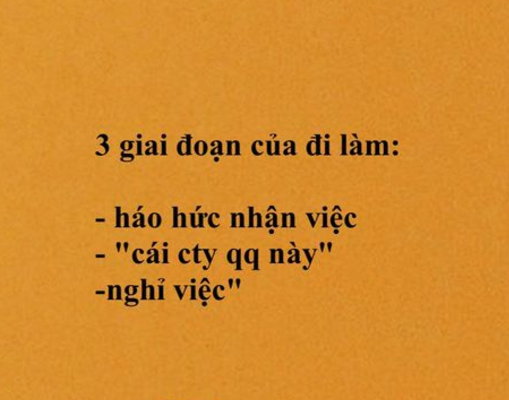 3 giai đoạn của đi làm:
- háo hức nhận việc
- "cái cty qq này"
-nghỉ việc"